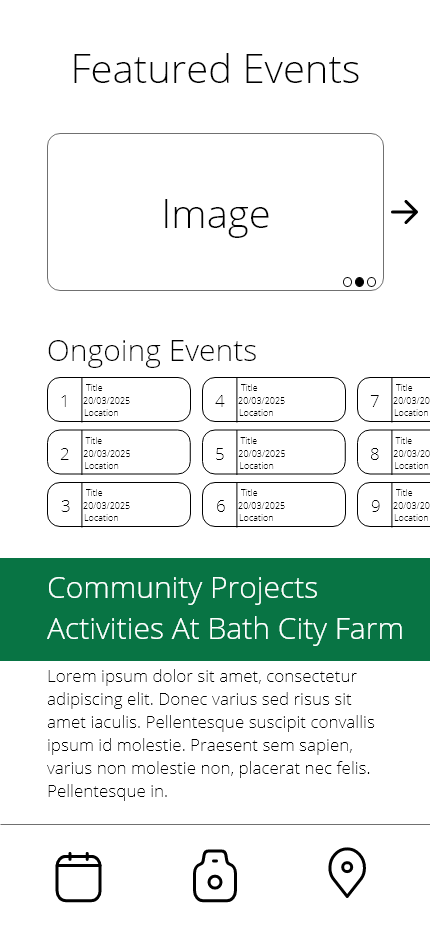 Featured Events
Image
Ongoing Events
1
Title
20/03/2025
Location
4
Title
20/03/2025
Location
7
Title
20/03/20
Location
2
Title
20/03/2025
Location
5
Title
20/03/2025
Location
8
Title
20/03/20
Location
3
Title
20/03/2025
Location
6
Title
20/03/2025
Location
9
Title
20/03/20
Location
Community Projects
Activities At Bath City Farm
Lorem ipsum dolor sit amet, consectetur
adipiscing elit. Donec varius sed risus sit
amet iaculis. Pellentesque suscipit convallis
ipsum id molestie. Praesent sem sapien,
varius non molestie non, placerat nec felis.
Pellentesque in.